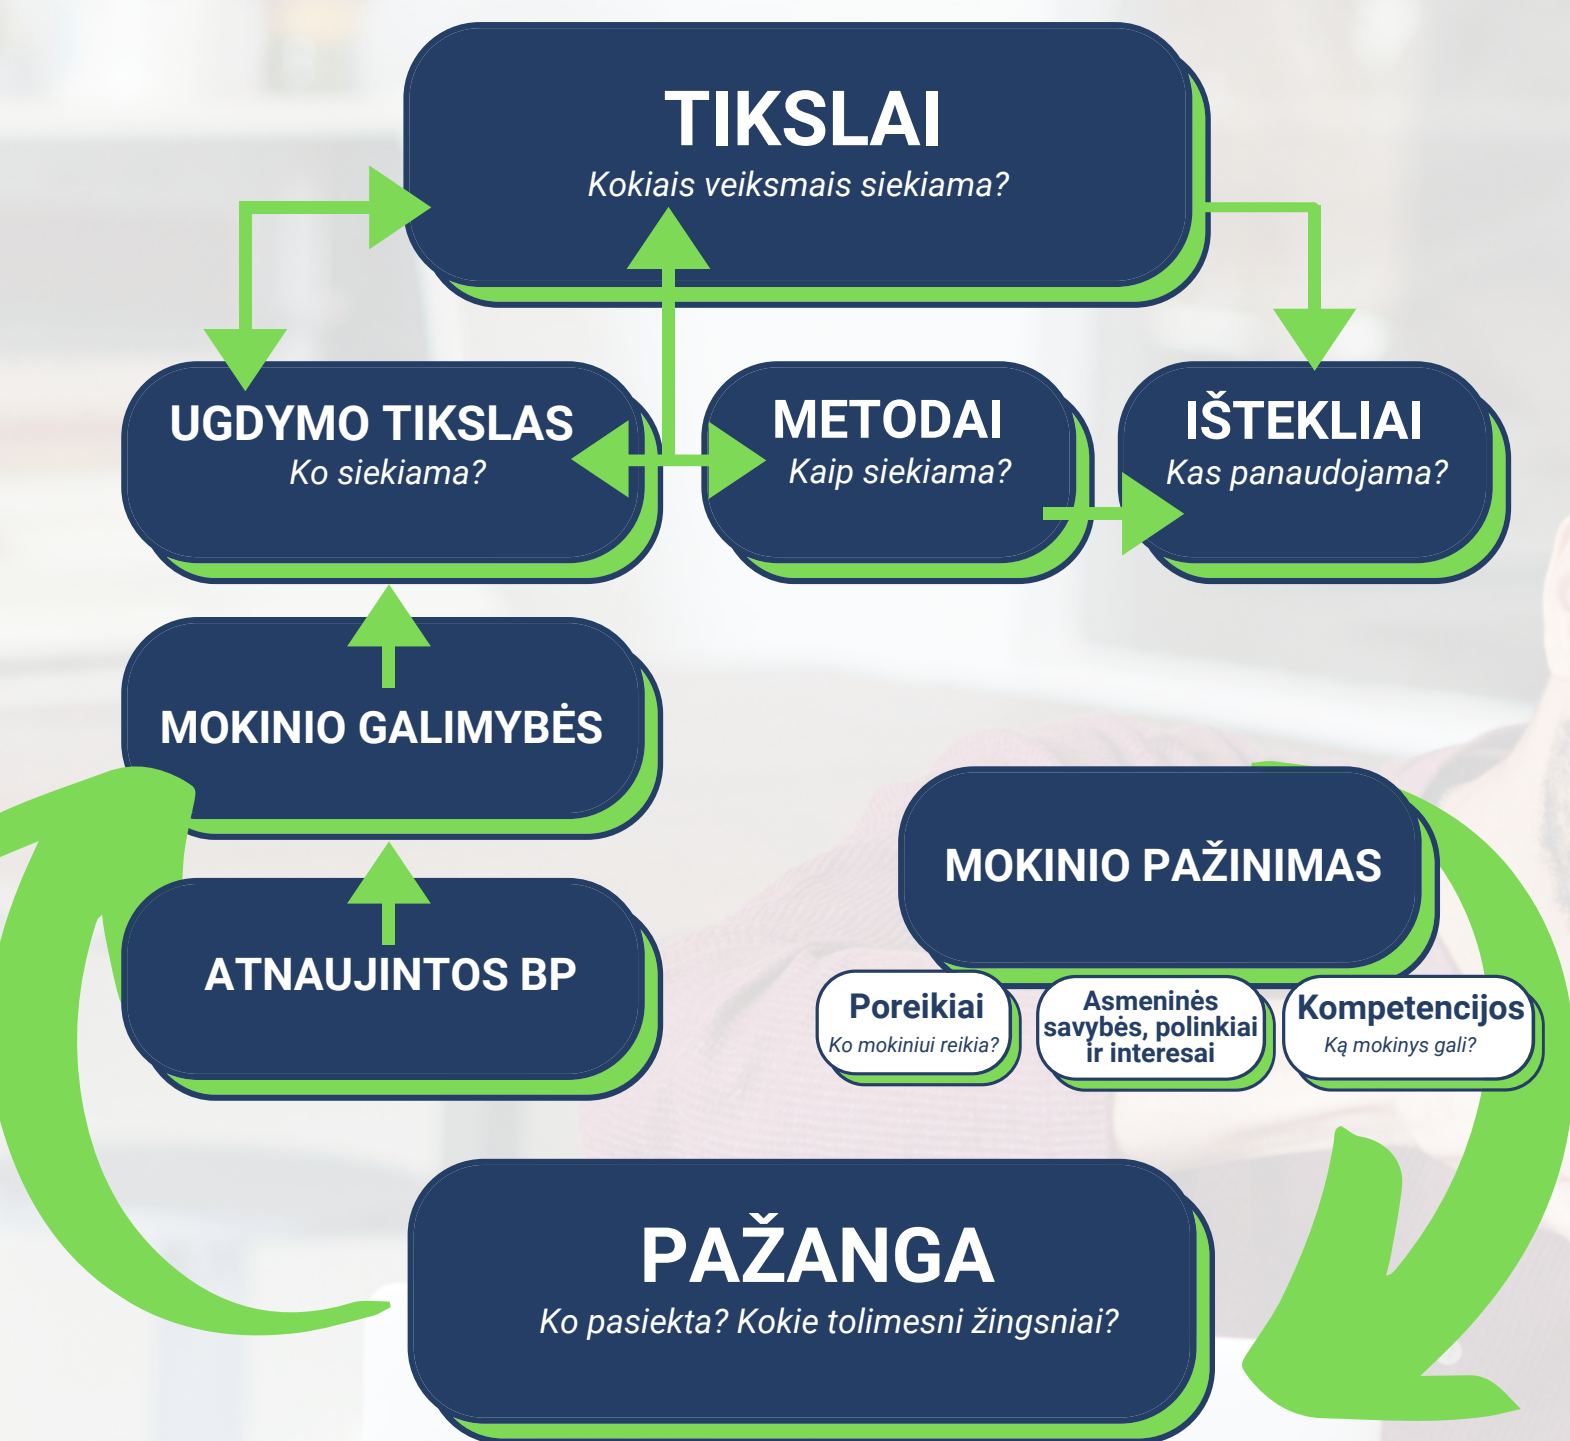 TIKSLAI
Kokiais veiksmais siekiama?
UGDYMO TIKSLAS
Ko siekiama?
METODAI
Kaip siekiama?
IŠTEKLIAI
Kas panaudojama?
MOKINIO GALIMYBĖS
MOKINIO PAŽINIMAS
ATNAUJINTOS BP
Poreikiai
Ko mokiniui reikia?
Asmeninės
savybės, polinkiai
ir interesai
Kompetencijos
Ką mokinys gali?
PAŽANGA
Ko pasiekta? Kokie tolimesni žingsniai?